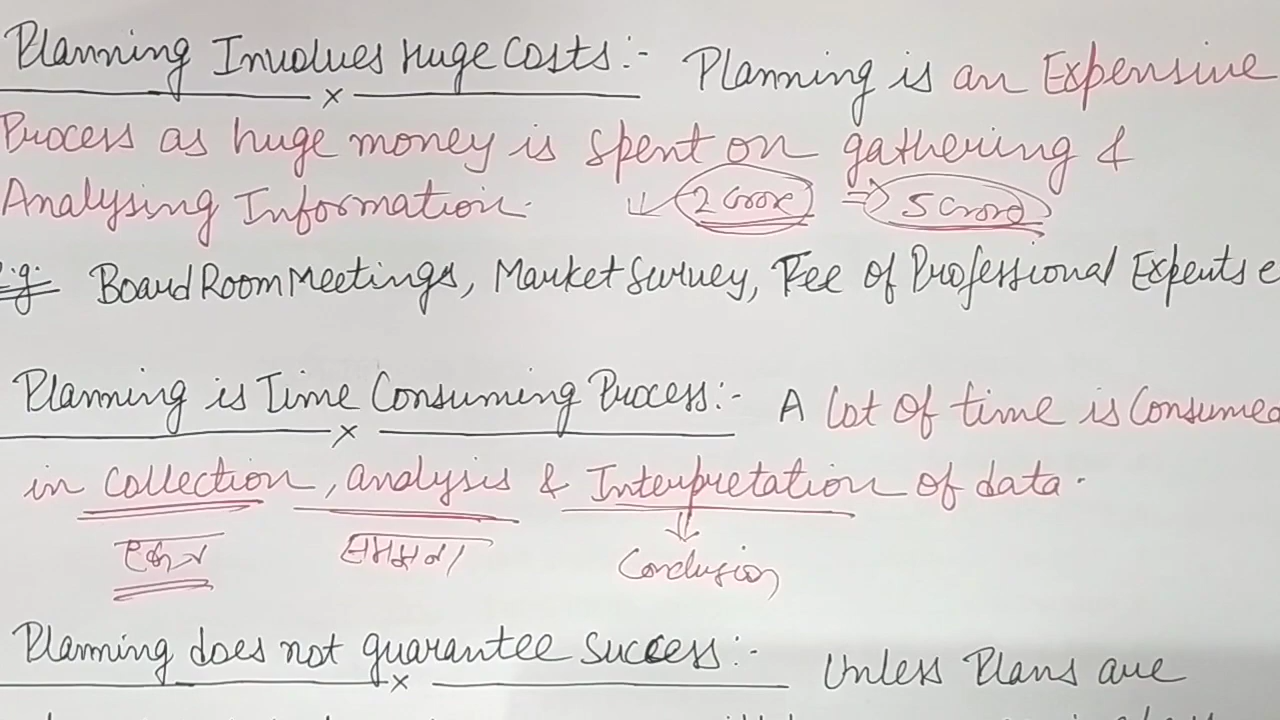 Planning Involves Huge Costs:- Planning is an Expensive
Process as huge money is spent on gathering &
Analysing Information.
2 crore => 5 crore
E.g. Board Room Meetings, Market Survey, Fee of Professional Experts e
Planning is Time Consuming Process:- A lot of time is Consumed
in collection, analysis & Interpretation of data.
एकत्र समझना Conclusion
Planning does not guarantee success:- Unless Plans are